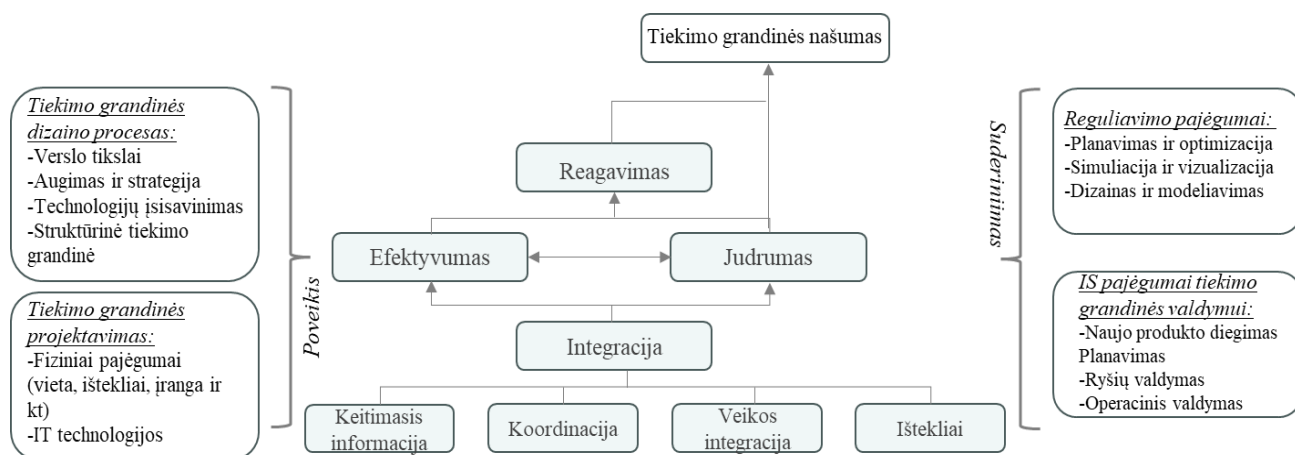 Tiekimo grandinės našumas
Tiekimo grandinės
dizaino procesas:
-Verslo tikslai
-Augimas ir strategija
-Technologijų įsisavinimas
-Struktūrinė tiekimo
grandinė
Tiekimo grandinės
projektavimas:
-Fiziniai pajėgumai
(vieta, ištekliai, įranga ir
kt)
-IT technologijos
Poveikis
Reagavimas
Efektyvumas
Judrumas
Integracija
Keitimasis
informacija
Koordinacija
Veikos
integracija
Ištekliai
Suderinimas
Reguliavimo pajėgumai:
-Planavimas ir optimizacija
-Simuliacija ir vizualizacija
-Dizainas ir modeliavimas
IS pajėgumai tiekimo
grandinės valdymui:
-Naujo produkto diegimas
Planavimas
-Ryšių valdymas
-Operacinis valdymas